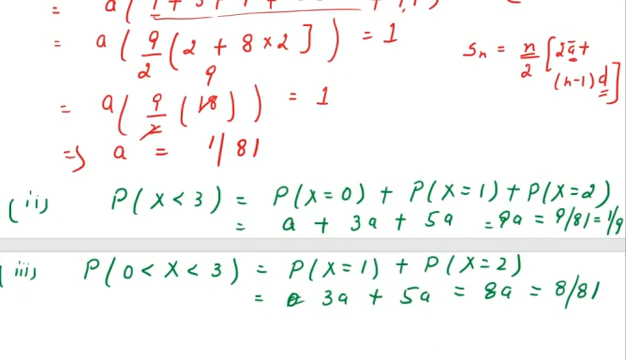 = a(
= a ( 9/2 ( 2 + 8 × 2 ] ) = 1
Sn = n/2 [ 2a + (n-1) d ]
9
= a ( 9/2 ( 18 ) ) = 1
=> a = 1/81
(ii) P( X < 3 ) = P( X = 0 ) + P( X = 1 ) + P( X = 2 )
= a + 3a + 5a = 9a = 9/81 = 1/9
iii) P( 0 < X < 3 ) = P( X = 1 ) + P( X = 2 )
= 3a + 5a = 8a = 8/81